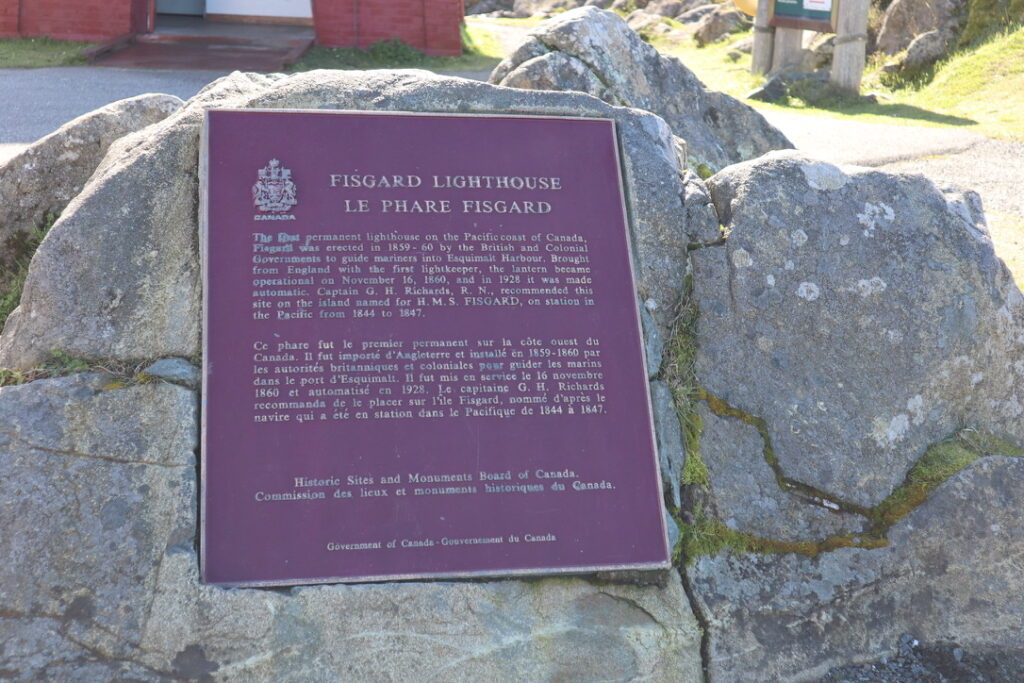 CANADA
FISGARD LIGHTHOUSE
LE PHARE FISGARD
The first permanent lighthouse on the Pacific coast of Canada,
Fisgard was erected in 1859-60 by the British and Colonial
Governments to guide mariners into Esquimalt Harbour. Brought
from England with the first lightkeeper, the lantern became
operational on November 16, 1860, and in 1928 it was made
automatic. Captain G. H. Richards, R. N., recommended this
site on the island named for H.M.S. FISGARD, on station in
the Pacific from 1844 to 1847.
Ce phare fut le premier permanent sur la côte ouest du
Canada. Il fut importé d'Angleterre et installé en 1859-1860 par
les autorités britanniques et coloniales pour guider les marins
dans le port d'Esquimalt. Il fut mis en service le 16 novembre
1860 et automatisé en 1928. Le capitaine G. H. Richards
recommanda de le placer sur l'île Fisgard, nommé d'après le
navire qui a été en station dans le Pacifique de 1844 à 1847.
Historic Sites and Monuments Board of Canada.
Commission des lieux et monuments historiques du Canada.
Government of Canada-Gouvernement du Canada